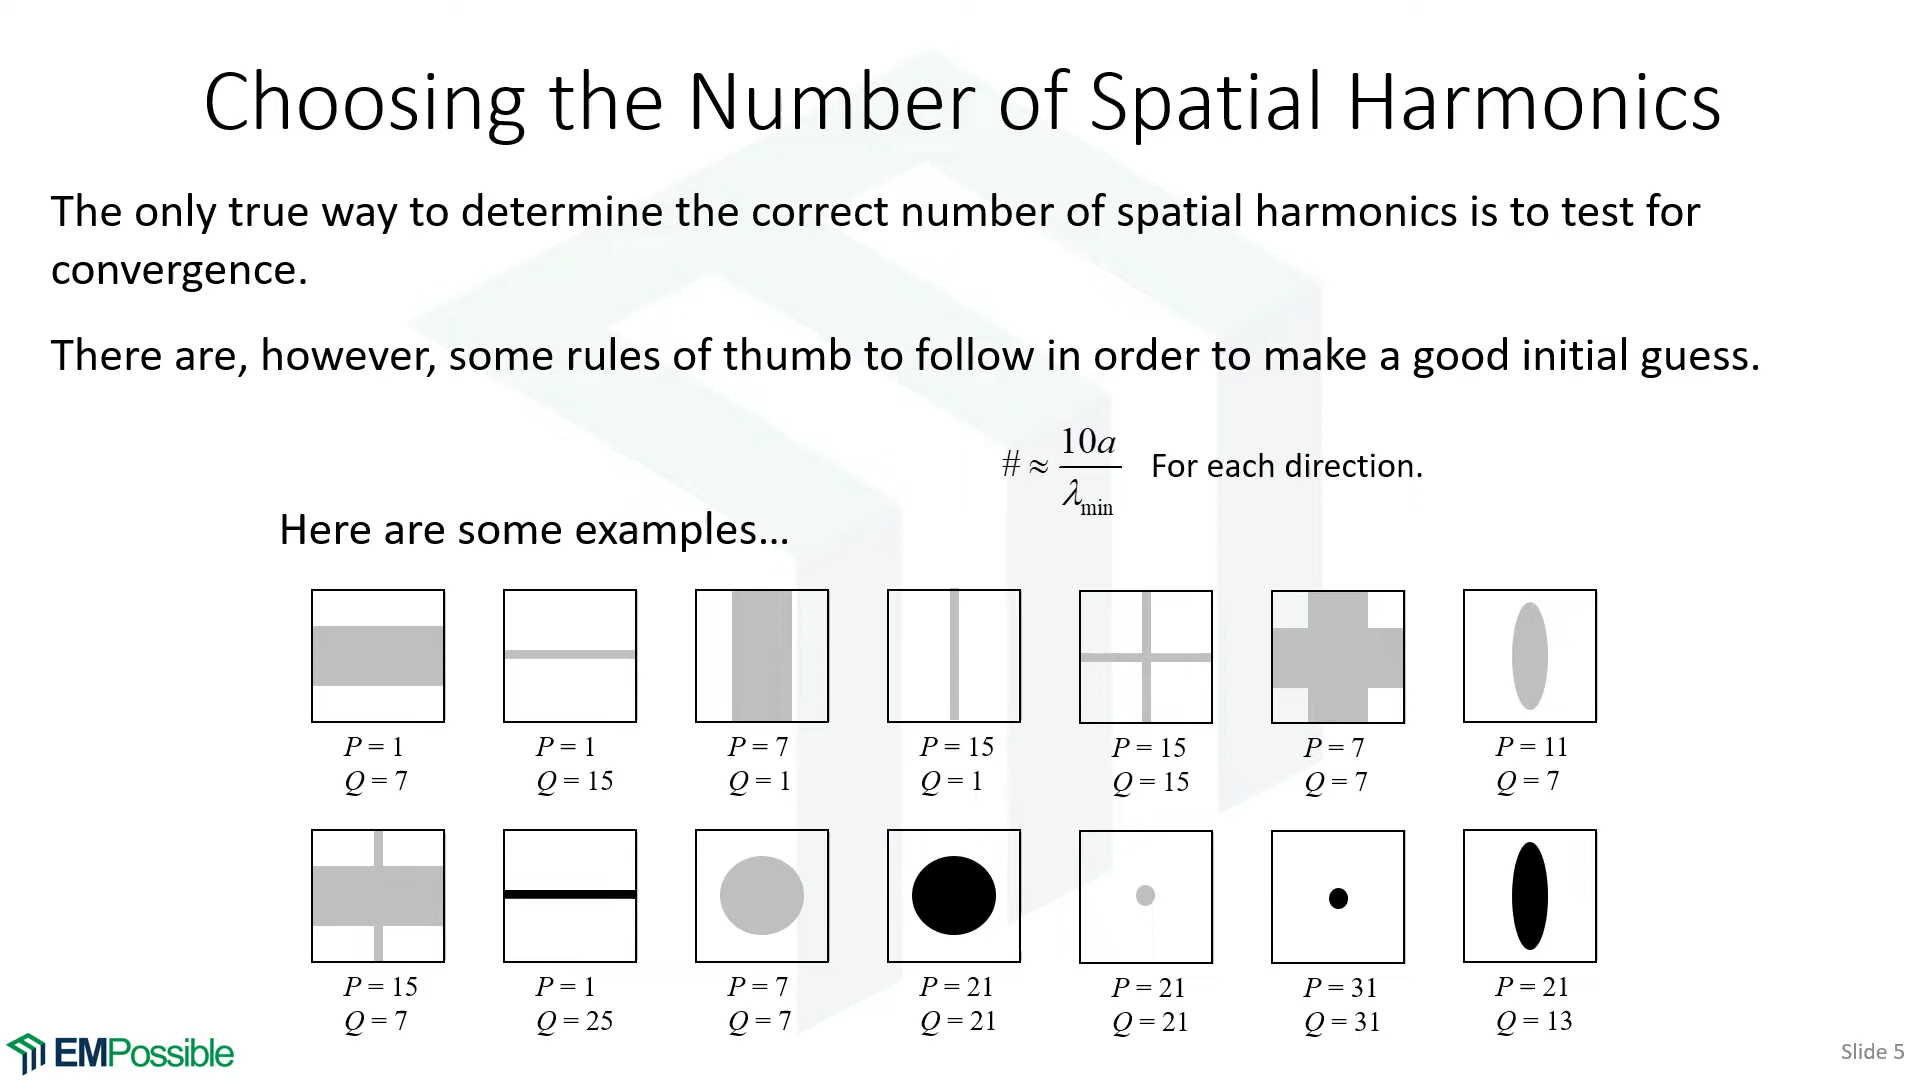 Choosing the Number of Spatial Harmonics
The only true way to determine the correct number of spatial harmonics is to test for
convergence.
There are, however, some rules of thumb to follow in order to make a good initial guess.
# ≈ 10a / λmin For each direction.
Here are some examples...
P = 1 P = 1 P = 7 P = 15 P = 15 P = 7 P = 11
Q = 7 Q = 15 Q = 1 Q = 1 Q = 15 Q = 7 Q = 7
P = 15 P = 1 P = 7 P = 21 P = 21 P = 31 P = 21
Q = 7 Q = 25 Q = 7 Q = 21 Q = 21 Q = 31 Q = 13
EMPossible
Slide 5